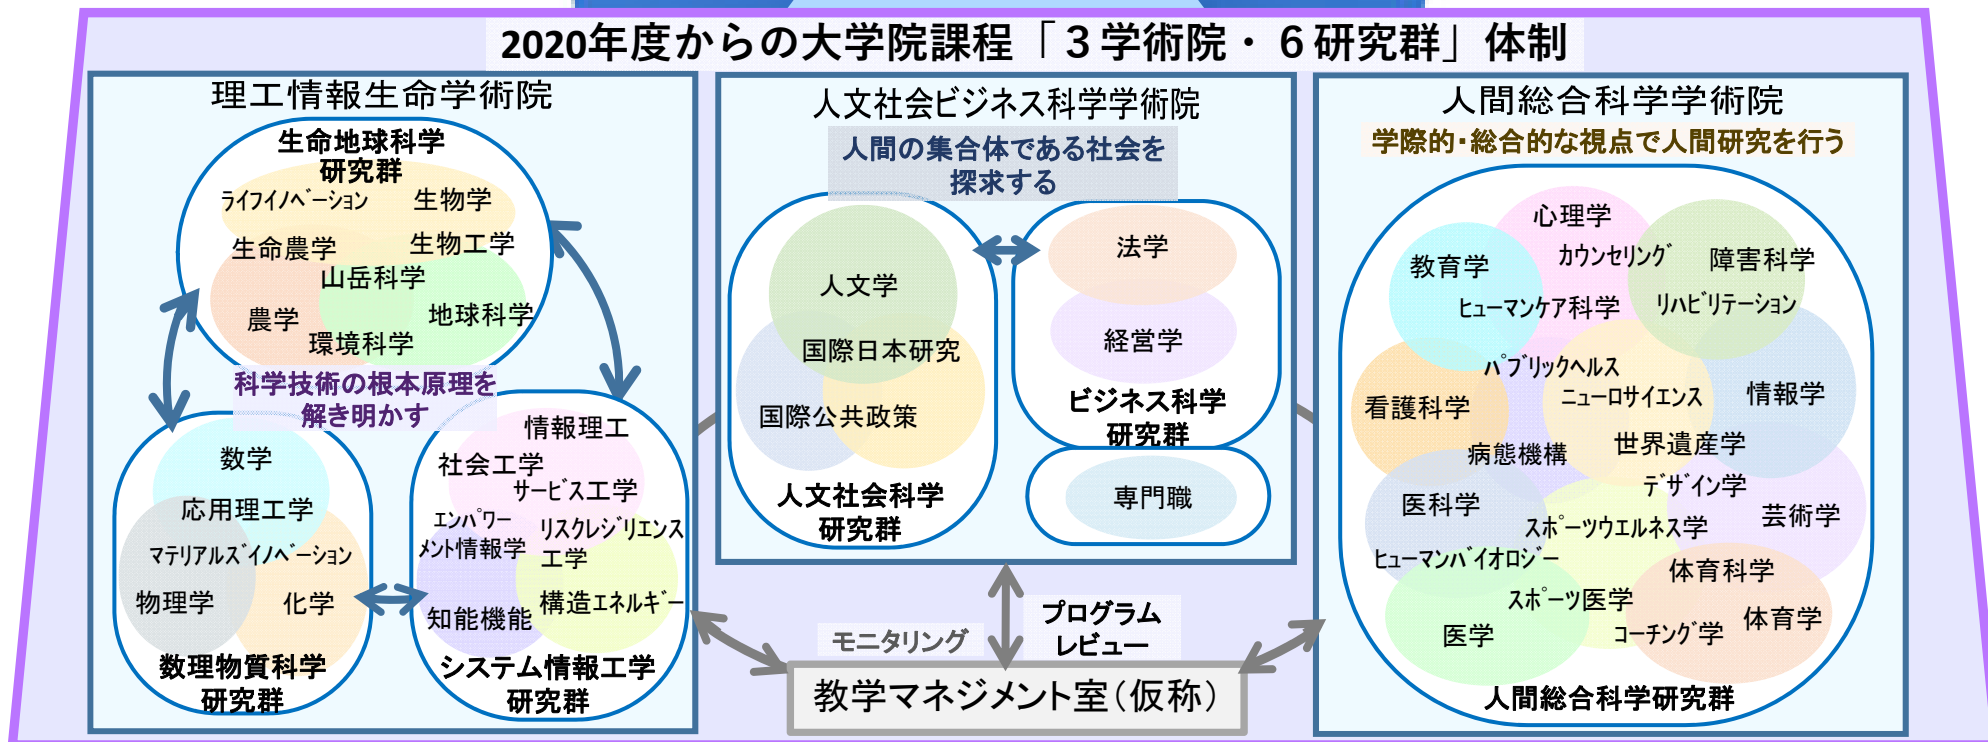 2020年度からの大学院課程「３学術院・６研究群」体制
理工情報生命学術院
生命地球科学
研究群
ﾗｲﾌｲﾉﾍﾞｰｼｮﾝ
生物学
生命農学
生物工学
山岳科学
農学
地球科学
環境科学
科学技術の根本原理を
解き明かす
数学
応用理工学
ﾏﾃﾘｱﾙｽﾞｲﾉﾍﾞｰｼｮﾝ
物理学
化学
数理物質科学
研究群
情報理工
社会工学
ｻｰﾋﾞｽ工学
ｴﾝﾊﾟﾜｰ
ﾒﾝﾄ情報学
ﾘｽｸﾚｼﾞﾘｴﾝｽ
工学
知能機能
構造ｴﾈﾙｷﾞｰ
システム情報工学
研究群
人文社会ビジネス科学学術院
人間の集合体である社会を
探求する
人文学
国際日本研究
国際公共政策
人文社会科学
研究群
法学
経営学
ビジネス科学
研究群
専門職
モニタリング
プログラム
レビュー
教学マネジメント室（仮称）
人間総合科学学術院
学際的・総合的な視点で人間研究を行う
心理学
ｶｳﾝｾﾘﾝｸﾞ
教育学
障害科学
ﾋｭｰﾏﾝｹｱ科学
ﾘﾊﾋﾞﾘﾃｰｼｮﾝ
ﾊﾟﾌﾞﾘｯｸﾍﾙｽ
ﾆｭｰﾛｻｲｴﾝｽ
情報学
看護科学
病態機構
世界遺産学
ﾃﾞｻﾞｲﾝ学
医科学
ｽﾎﾟｰﾂｳｴﾙﾈｽ学
芸術学
ﾋｭｰﾏﾝﾊﾞｲｵﾛｼﾞｰ
体育科学
ｽﾎﾟｰﾂ医学
医学
ｺｰﾁﾝｸﾞ学
体育学
人間総合科学研究群